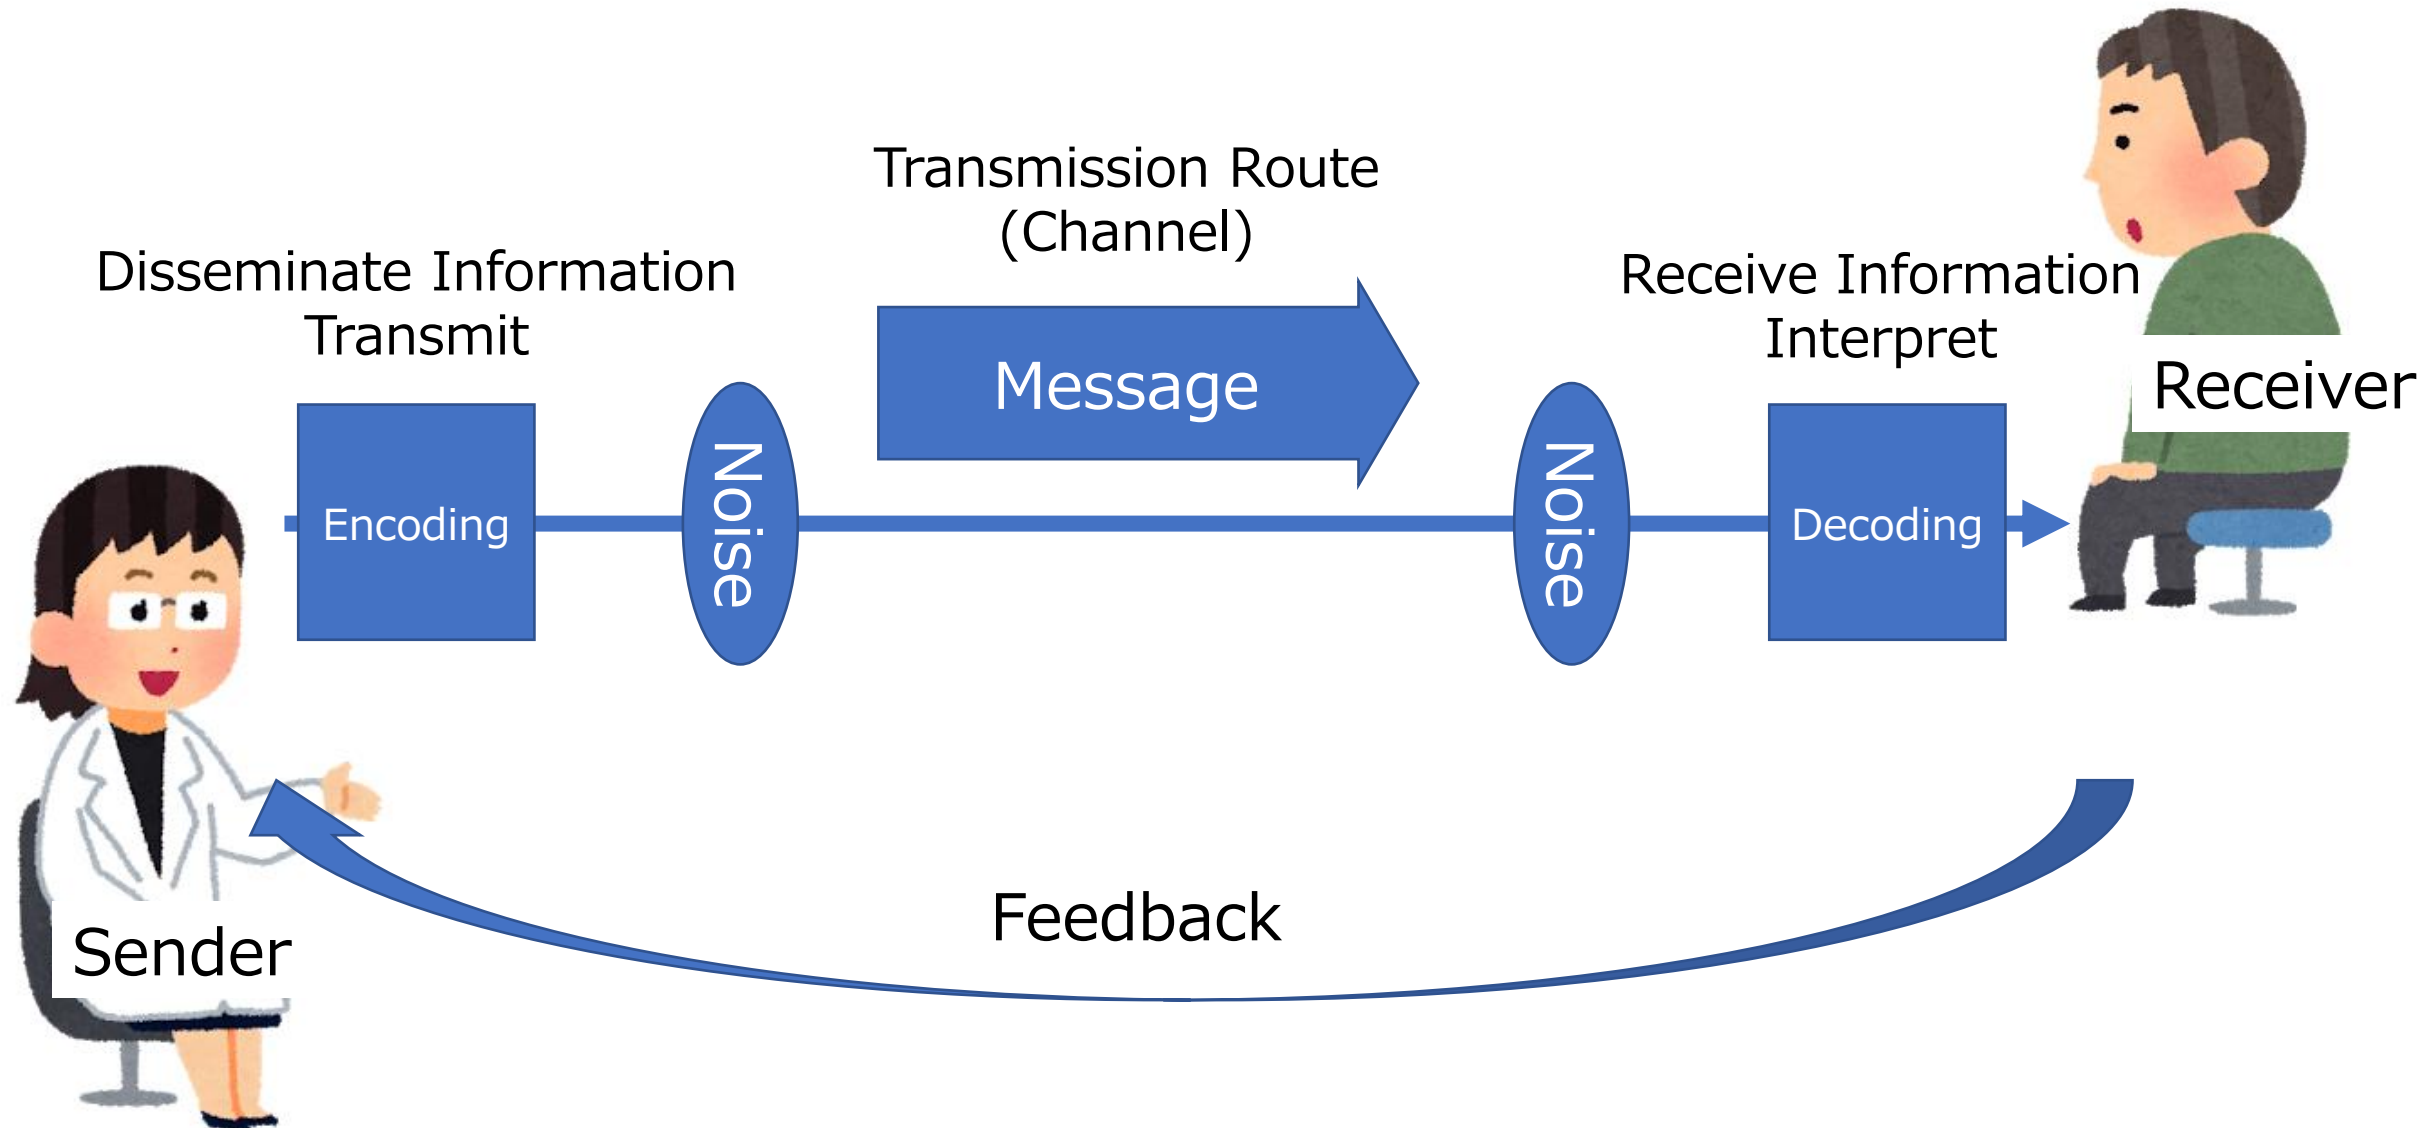 Transmission Route
(Channel)
Disseminate Information
Transmit
Receive Information
Interpret
Message
Receiver
Encoding
Noise
Noise
Decoding
Feedback
Sender